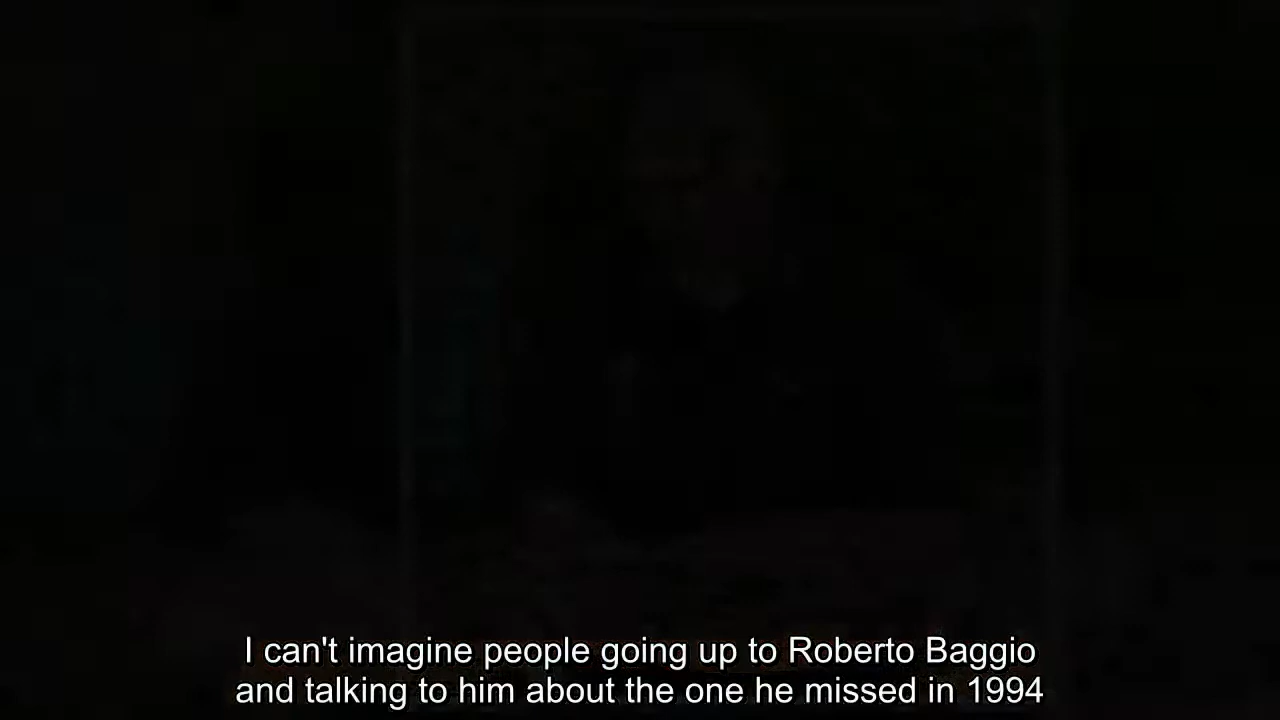 I can't imagine people going up to Roberto Baggio
and talking to him about the one he missed in 1994